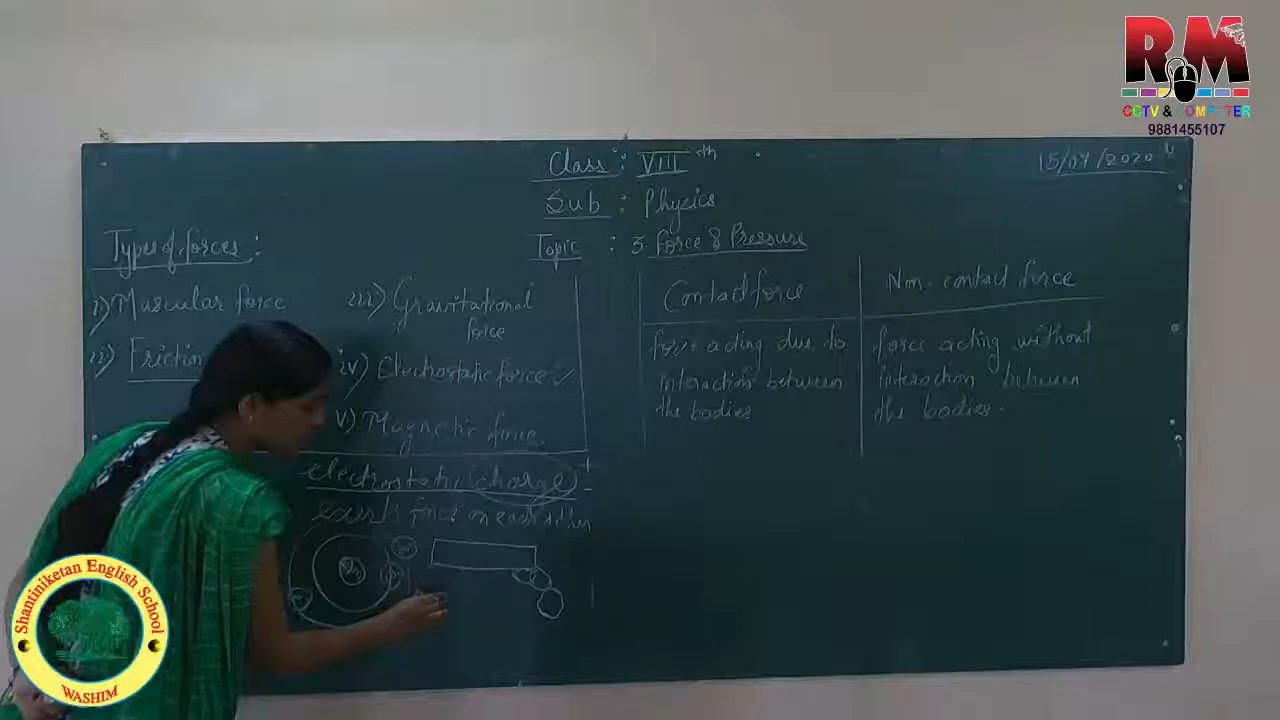 RM
CCTV & COMPUTER
9881455107
Class : VIII th
15/07/2020
Sub : Physics
Topic : 3. Force & Pressure
Types of forces :
i) Muscular force
ii) Friction
iii) Gravitational
force
iv) Electrostatic force
v) Magnetic force
electrostatic (charge)
exerts force on each other
Contact force
force acting due to
interaction between
the bodies
Non-contact force
force acting without
interaction between
the bodies.
Shantiniketan English School
WASHIM